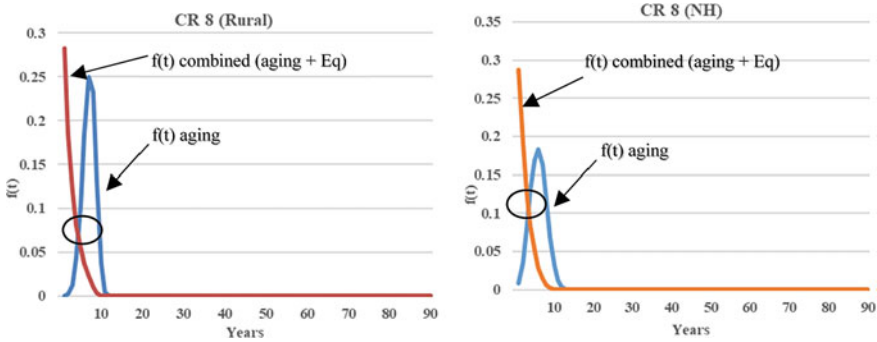 CR 8 (Rural)
0.3
0.25
0.2
0.15
0.1
0.05
0
f(t)
f(t) combined (aging + Eq)
f(t) aging
10 20 30 40 50 60 70 80 90
Years
CR 8 (NH)
0.35
0.3
0.25
0.2
0.15
0.1
0.05
0
f(t)
f(t) combined (aging + Eq)
f(t) aging
10 20 30 40 50 60 70 80 90
Years